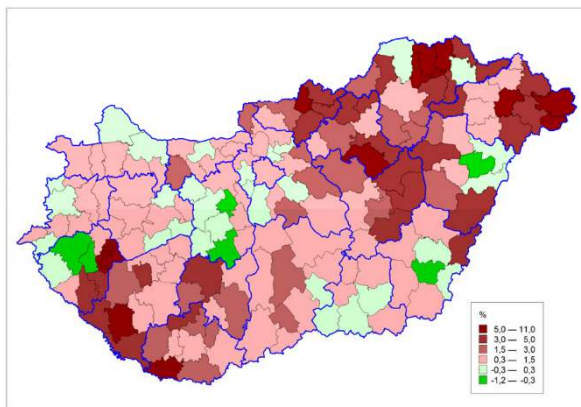 %
5,0 — 11,0
3,0 — 5,0
1,5 — 3,0
0,3 — 1,5
-0,3 — 0,3
-1,2 — -0,3